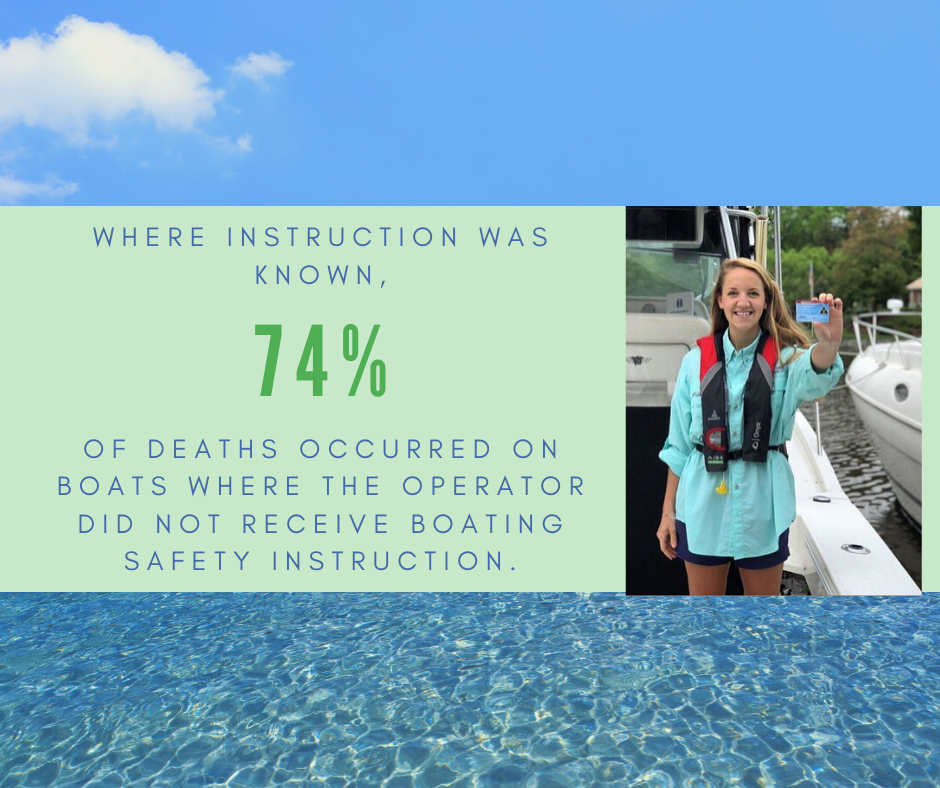 WHERE INSTRUCTION WAS
KNOWN,
74%
OF DEATHS OCCURRED ON
BOATS WHERE THE OPERATOR
DID NOT RECEIVE BOATING
SAFETY INSTRUCTION.
Onyx